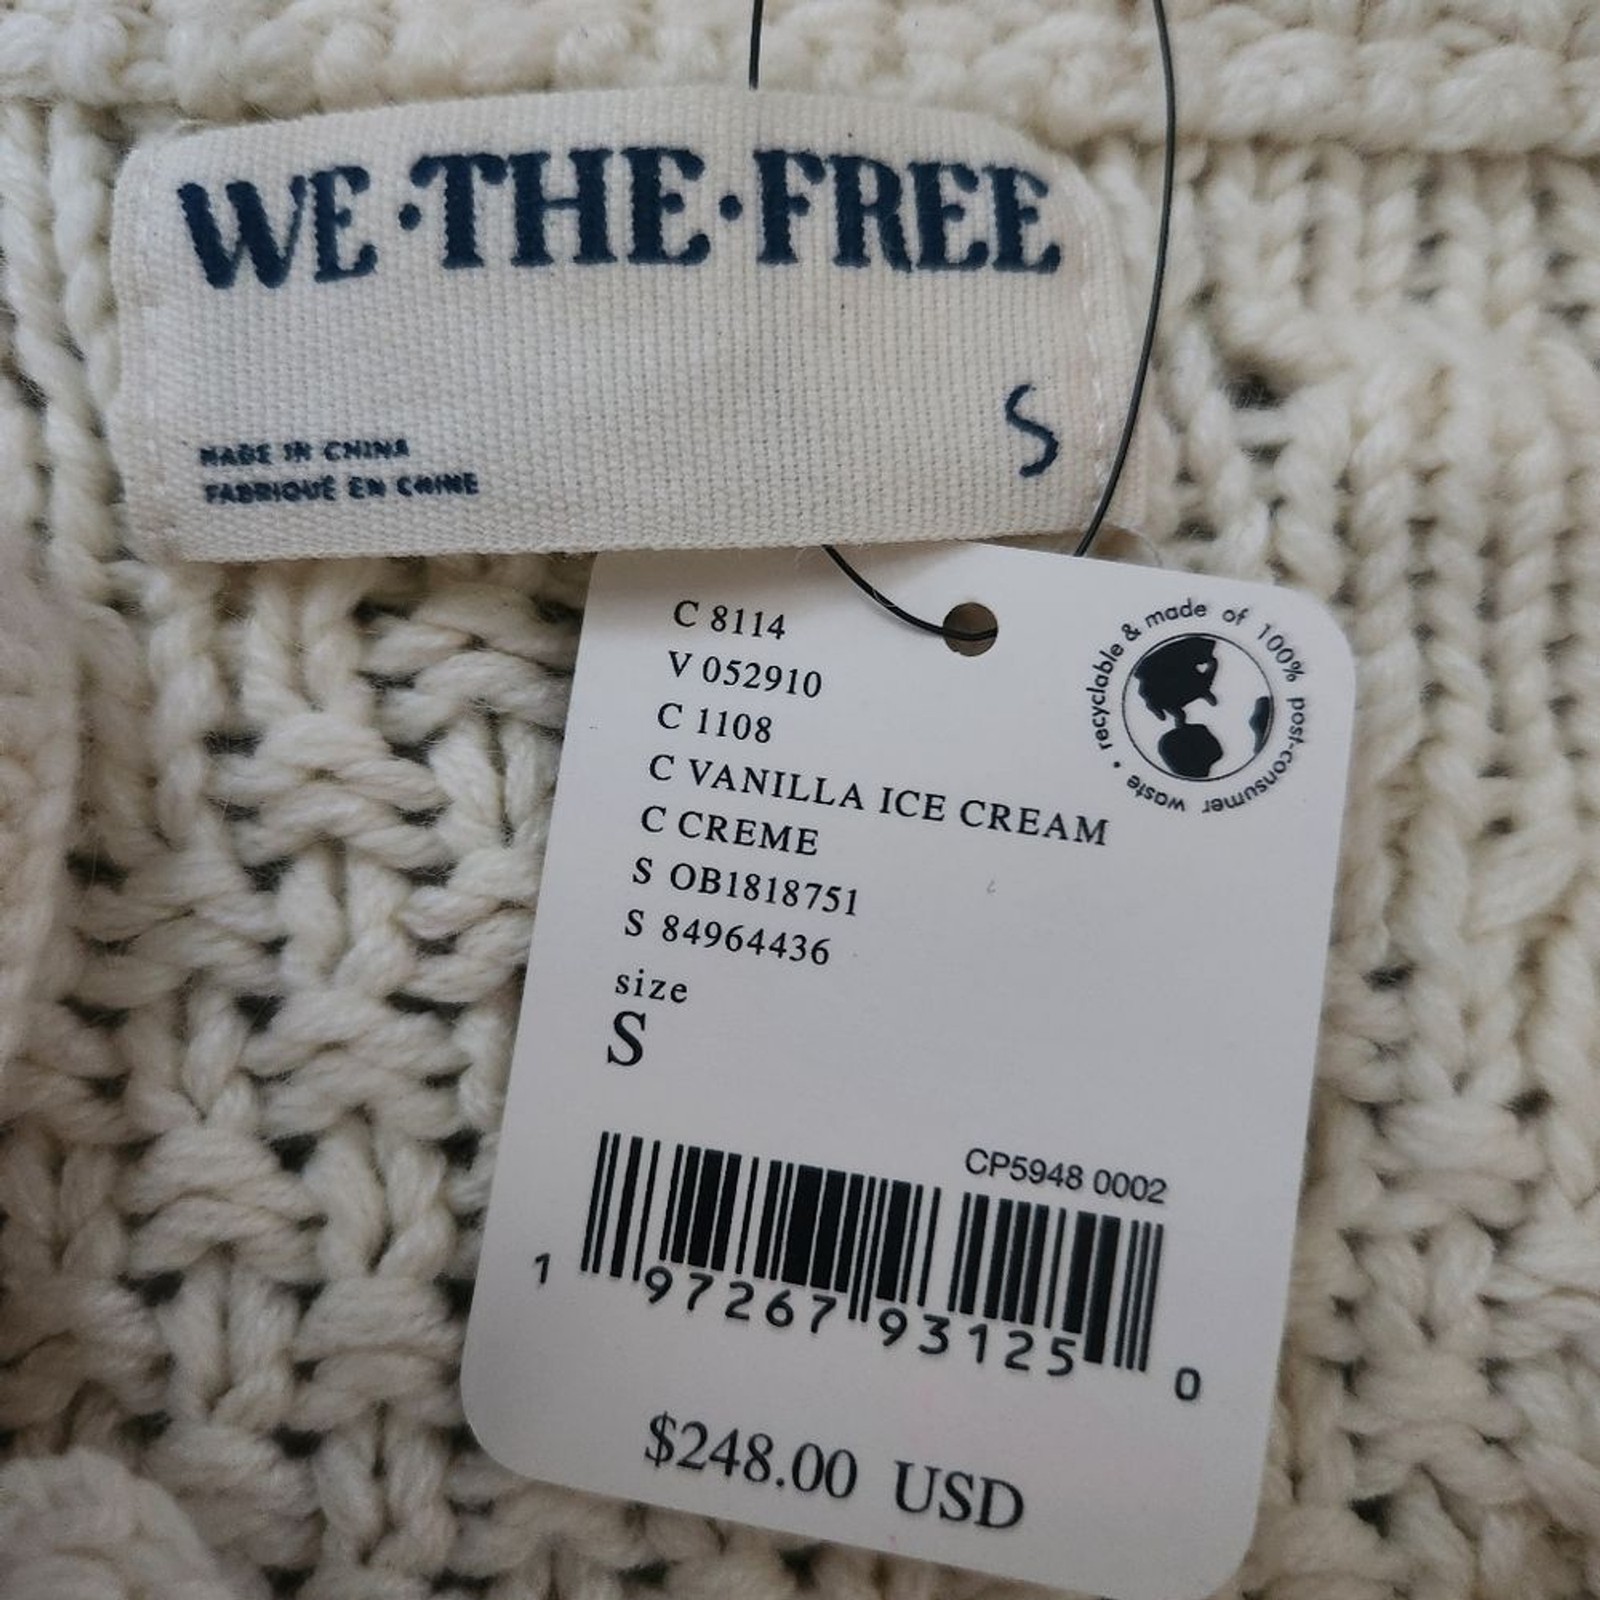 WE·THE·FREE
S
MADE IN CHINA
FABRIQUÉ EN CHINE
C 8114
V 052910
C 1108
C VANILLA ICE CREAM
C CREME
S OB1818751
S 84964436
size
S
recyclable & made of 100% post-consumer waste •
CP5948 0002
1 97267 93125 0
$248.00 USD